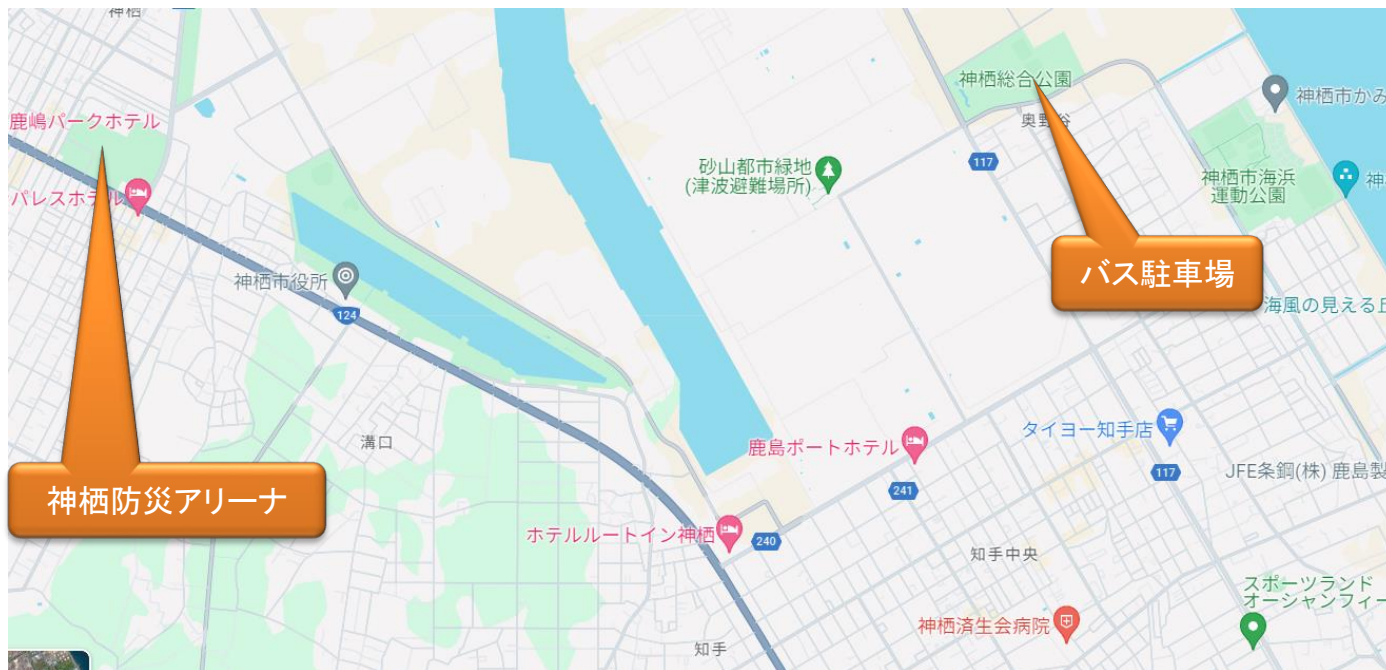 神栖
神栖総合公園
神栖市かみ
鹿嶋パークホテル
奥野谷
117
砂山都市緑地
(津波避難場所)
神栖市海浜
運動公園
神
パレスホテル
バス駐車場
神栖市役所
124
海風の見える丘
溝口
鹿島ポートホテル
タイヨー知手店
神栖防災アリーナ
241
117
JFE条鋼(株) 鹿島製
ホテルルートイン神栖
240
知手中央
スポーツランド
オーシャンフィー
神栖済生会病院
知手